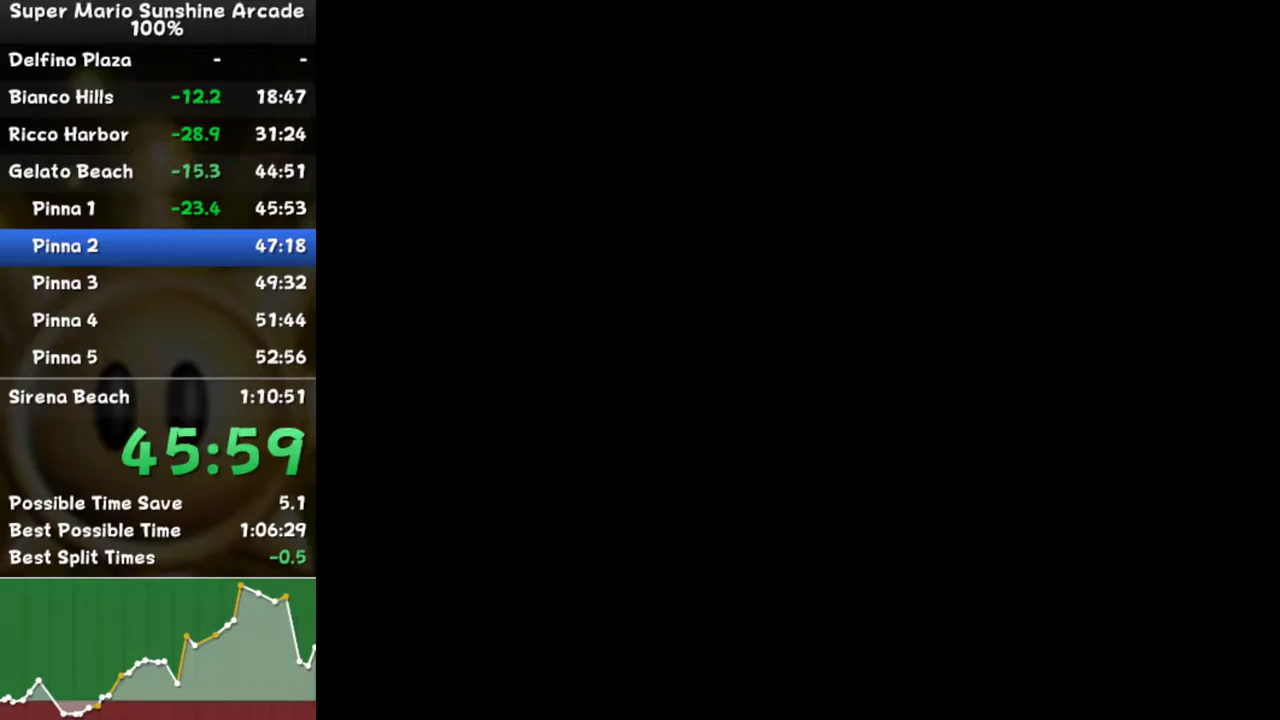 Super Mario Sunshine Arcade
100%
Delfino Plaza - -
Bianco Hills -12.2 18:47
Ricco Harbor -28.9 31:24
Gelato Beach -15.3 44:51
Pinna 1 -23.4 45:53
Pinna 2 47:18
Pinna 3 49:32
Pinna 4 51:44
Pinna 5 52:56
Sirena Beach 1:10:51
45:59
Possible Time Save 5.1
Best Possible Time 1:06:29
Best Split Times -0.5